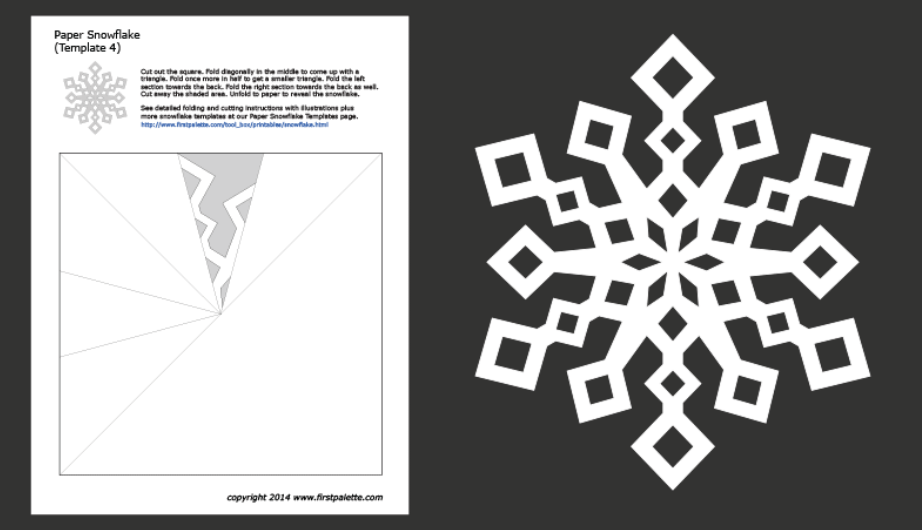 Paper Snowflake
(Template 4)
Cut out the square. Fold diagonally in the middle to come up with a
triangle. Fold once more in half to get a smaller triangle. Fold the left
section towards the back. Fold the right section towards the back as well.
Cut away the shaded area. Unfold to paper to reveal the snowflake.
See detailed folding and cutting instructions with illustrations plus
more snowflake templates at our Paper Snowflake Templates page.
http://www.firstpalette.com/tool_box/printables/snowflake.html
copyright 2014 www.firstpalette.com